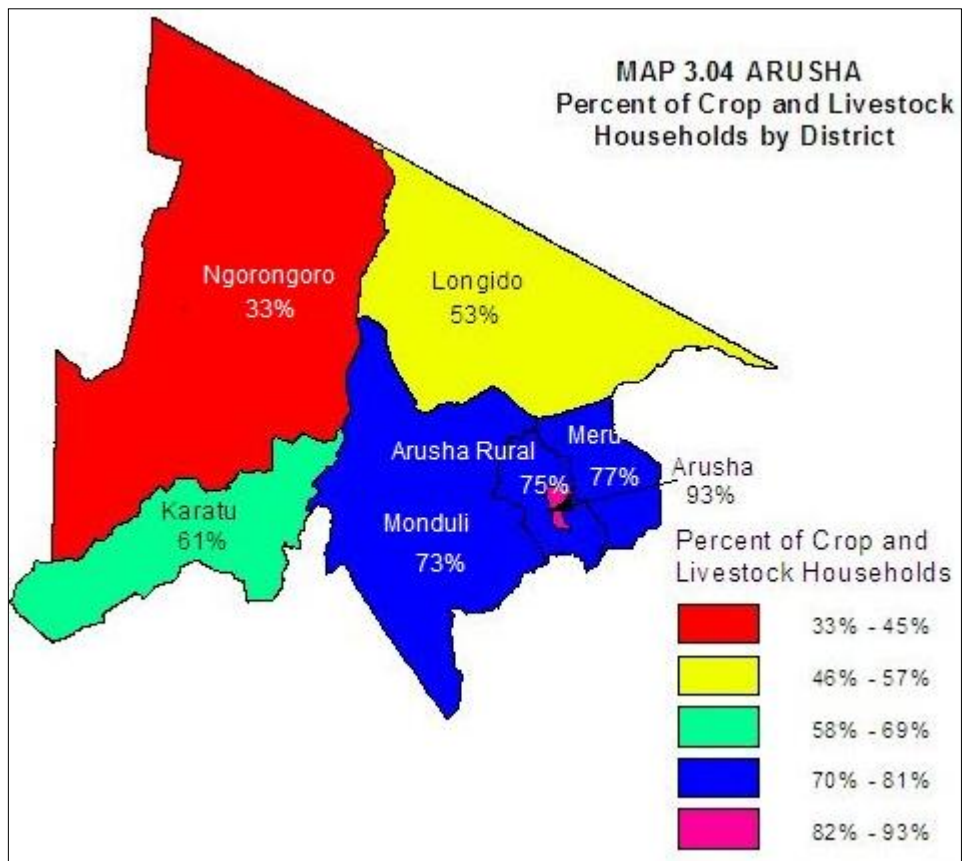 MAP 3.04 ARUSHA
Percent of Crop and Livestock
Households by District
Ngorongoro
33%
Longido
53%
Arusha Rural
75%
Meru
77%
Arusha
93%
Karatu
61%
Monduli
73%
Percent of Crop and
Livestock Households
33% - 45%
46% - 57%
58% - 69%
70% - 81%
82% - 93%